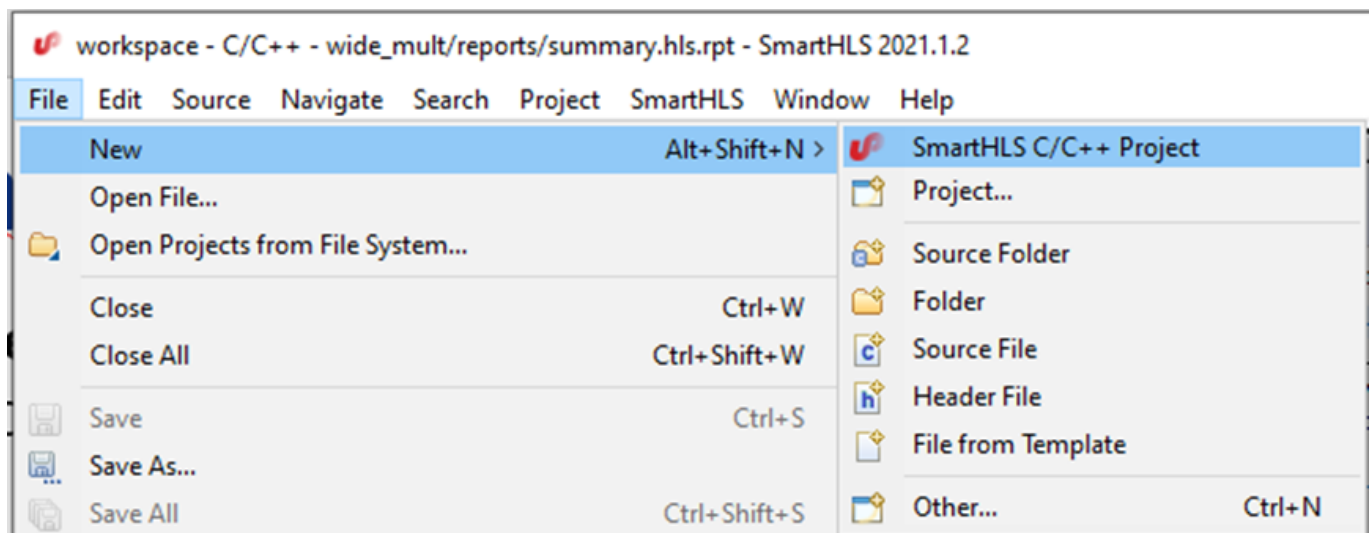 workspace - C/C++ - wide_mult/reports/summary.hls.rpt - SmartHLS 2021.1.2
File Edit Source Navigate Search Project SmartHLS Window Help
New Alt+Shift+N >
Open File...
Open Projects from File System...
Close Ctrl+W
Close All Ctrl+Shift+W
Save Ctrl+S
Save As...
Save All Ctrl+Shift+S
SmartHLS C/C++ Project
Project...
Source Folder
Folder
Source File
Header File
File from Template
Other... Ctrl+N